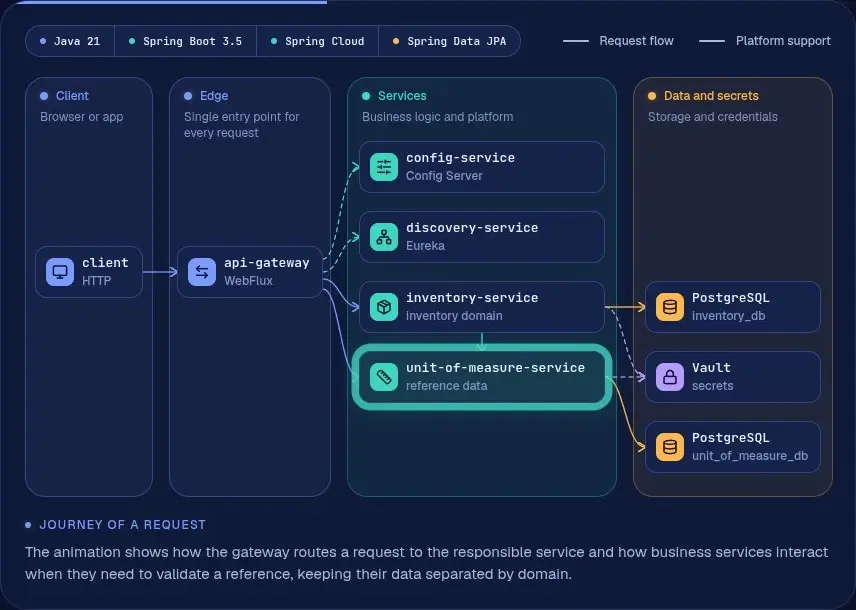 Java 21
Spring Boot 3.5
Spring Cloud
Spring Data JPA
Request flow
Platform support
Client
Browser or app
client
HTTP
Edge
Single entry point for
every request
api-gateway
WebFlux
Services
Business logic and platform
config-service
Config Server
discovery-service
Eureka
inventory-service
inventory domain
unit-of-measure-service
reference data
Data and secrets
Storage and credentials
PostgreSQL
inventory_db
Vault
secrets
PostgreSQL
unit_of_measure_db
JOURNEY OF A REQUEST
The animation shows how the gateway routes a request to the responsible service and how business services interact
when they need to validate a reference, keeping their data separated by domain.